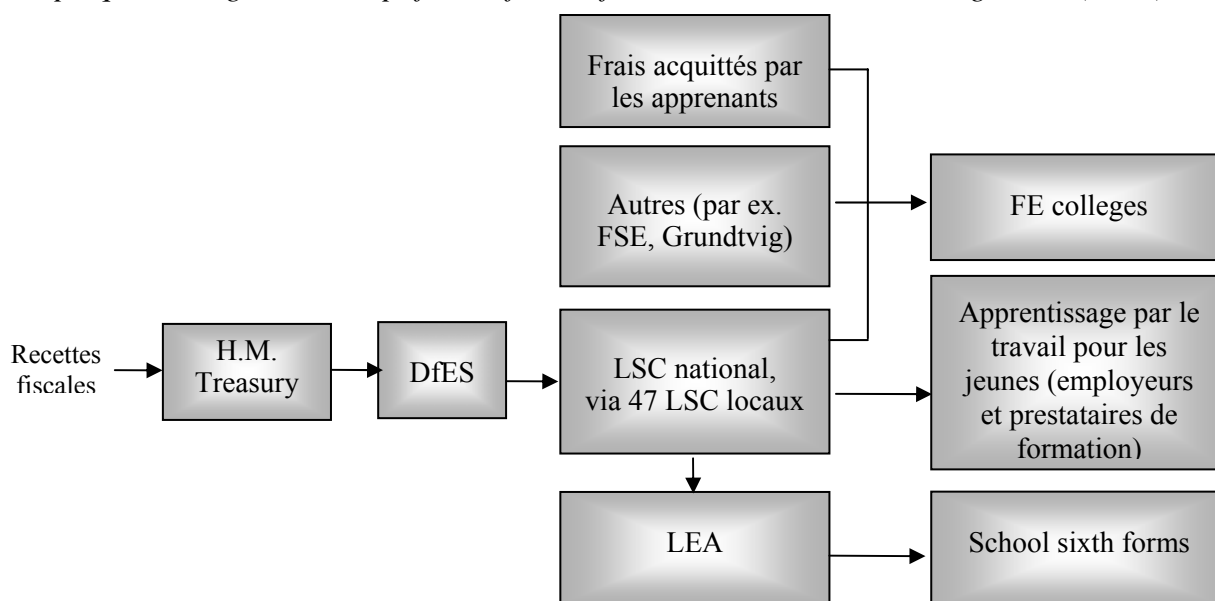 Frais acquittés par
les apprenants
Autres (par ex.
FSE, Grundtvig)
FE colleges
Recettes
fiscales
H.M.
Treasury
DfES
LSC national,
via 47 LSC locaux
Apprentissage par le
travail pour les
jeunes (employeurs
et prestataires de
formation)
LEA
School sixth forms